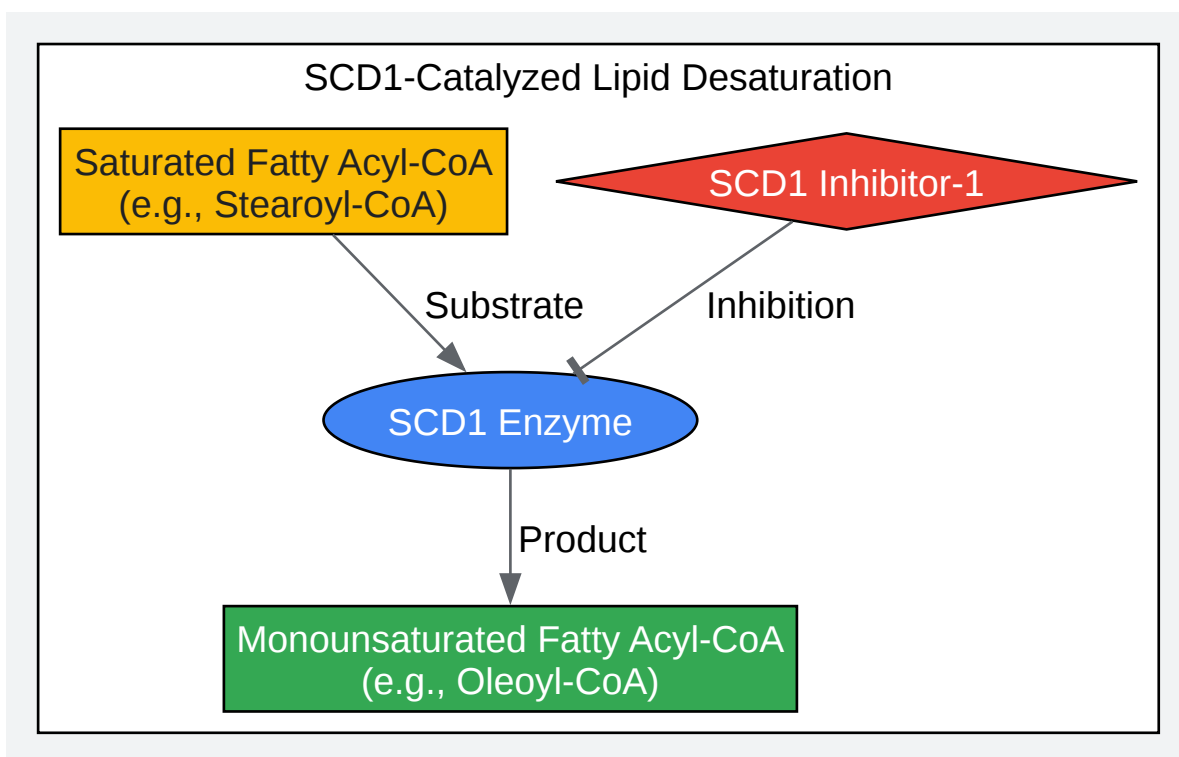 SCD1-Catalyzed Lipid Desaturation
Saturated Fatty Acyl-CoA
(e.g., Stearoyl-CoA)
SCD1 Inhibitor-1
Substrate
Inhibition
SCD1 Enzyme
Product
Monounsaturated Fatty Acyl-CoA
(e.g., Oleoyl-CoA)